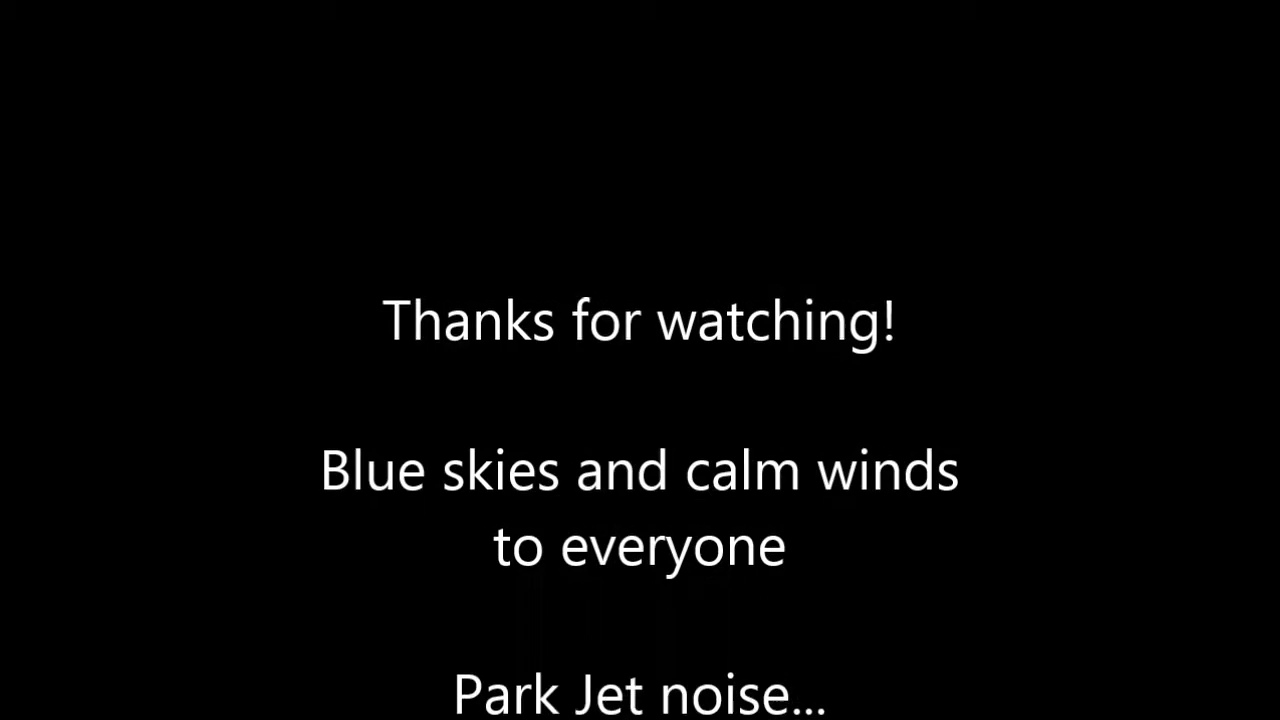 Thanks for watching!
Blue skies and calm winds
to everyone
Park Jet noise...